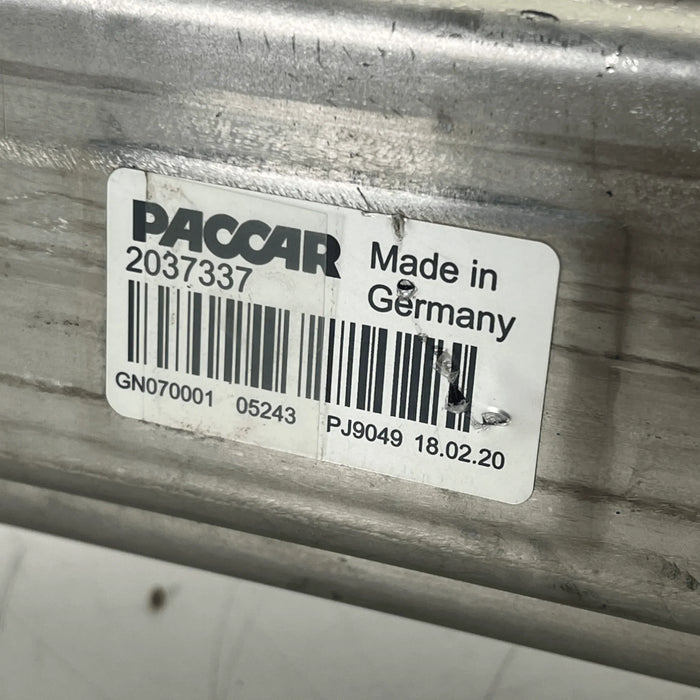 PACCAR
2037337
Made in
Germany
GN070001 05243 PJ9049 18.02.20